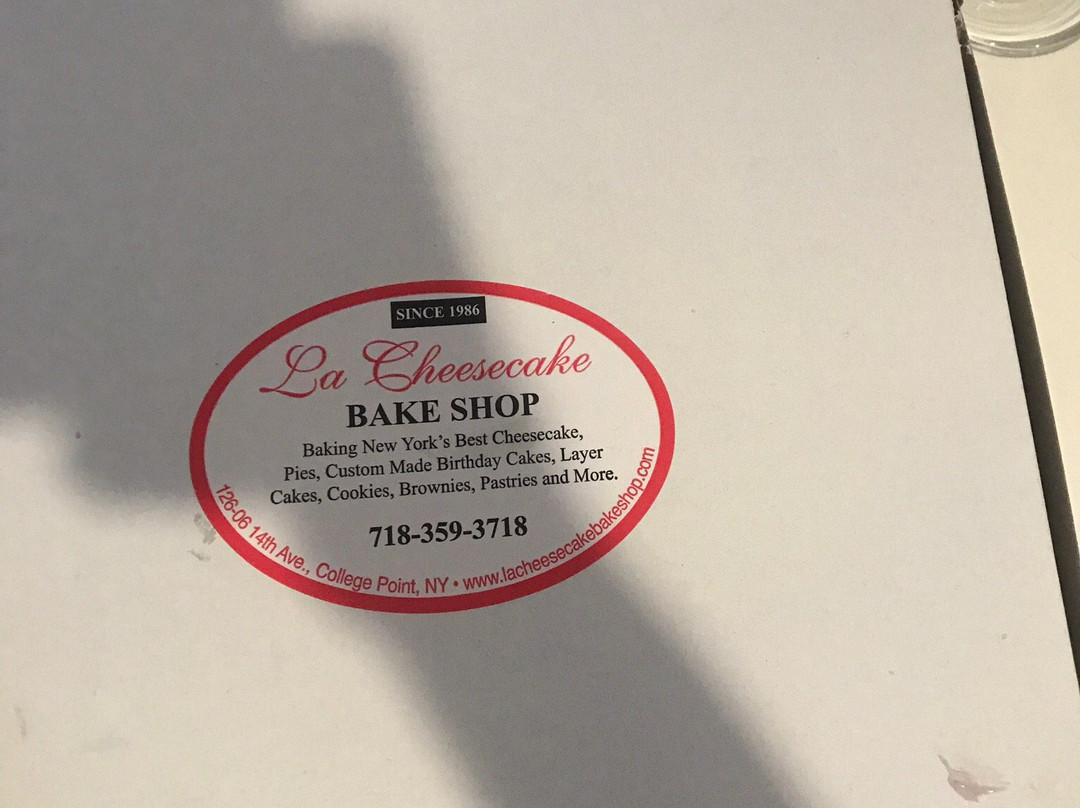 SINCE 1986
La Cheesecake
BAKE SHOP
Baking New York's Best Cheesecake,
Pies, Custom Made Birthday Cakes, Layer
Cakes, Cookies, Brownies, Pastries and More.
718-359-3718
126-06 14th Ave., College Point, NY • www.lacheesecakebakeshop.com